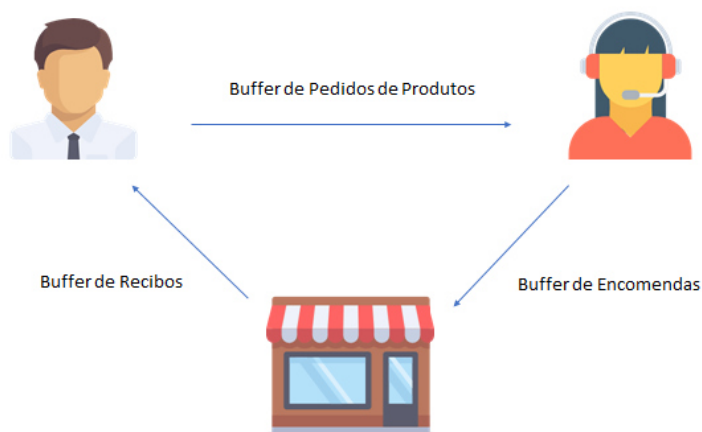 Buffer de Pedidos de Produtos
Buffer de Recibos
Buffer de Encomendas